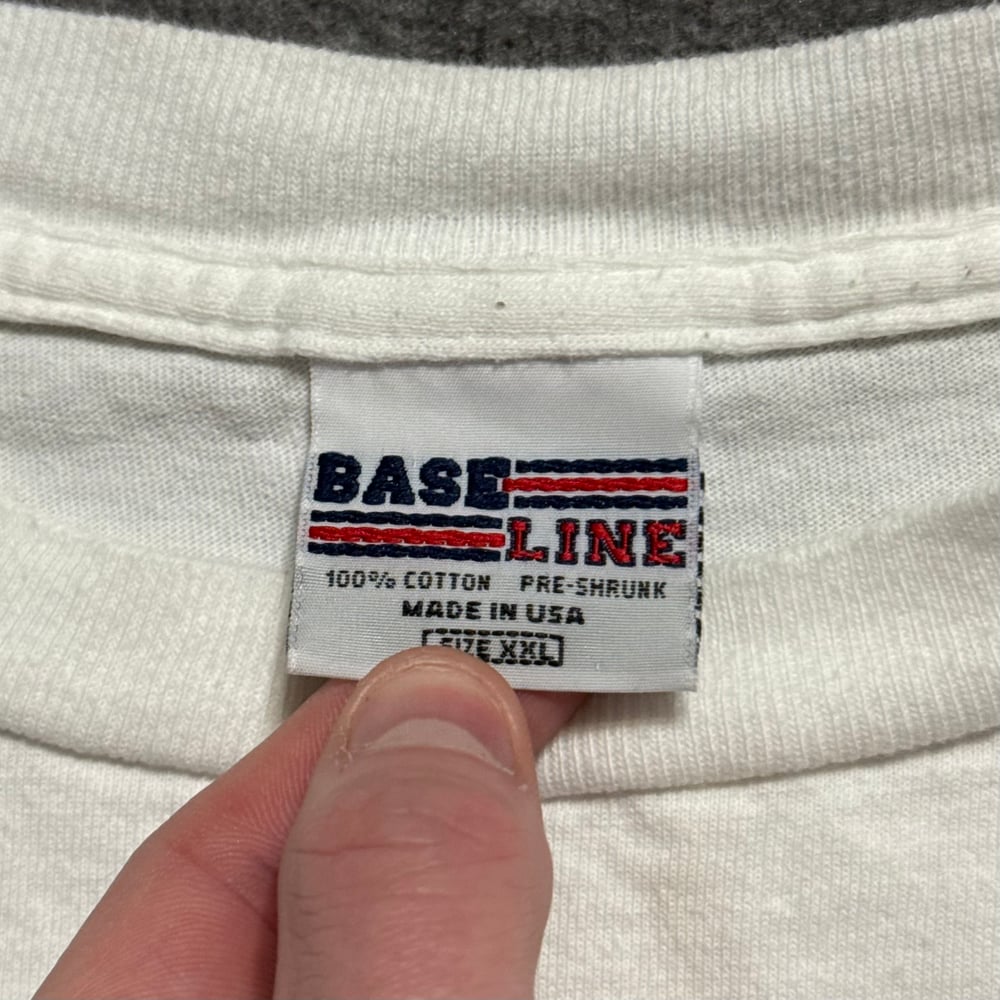 BASE
LINE
100% COTTON PRE-SHRUNK
MADE IN USA
SIZE XXL